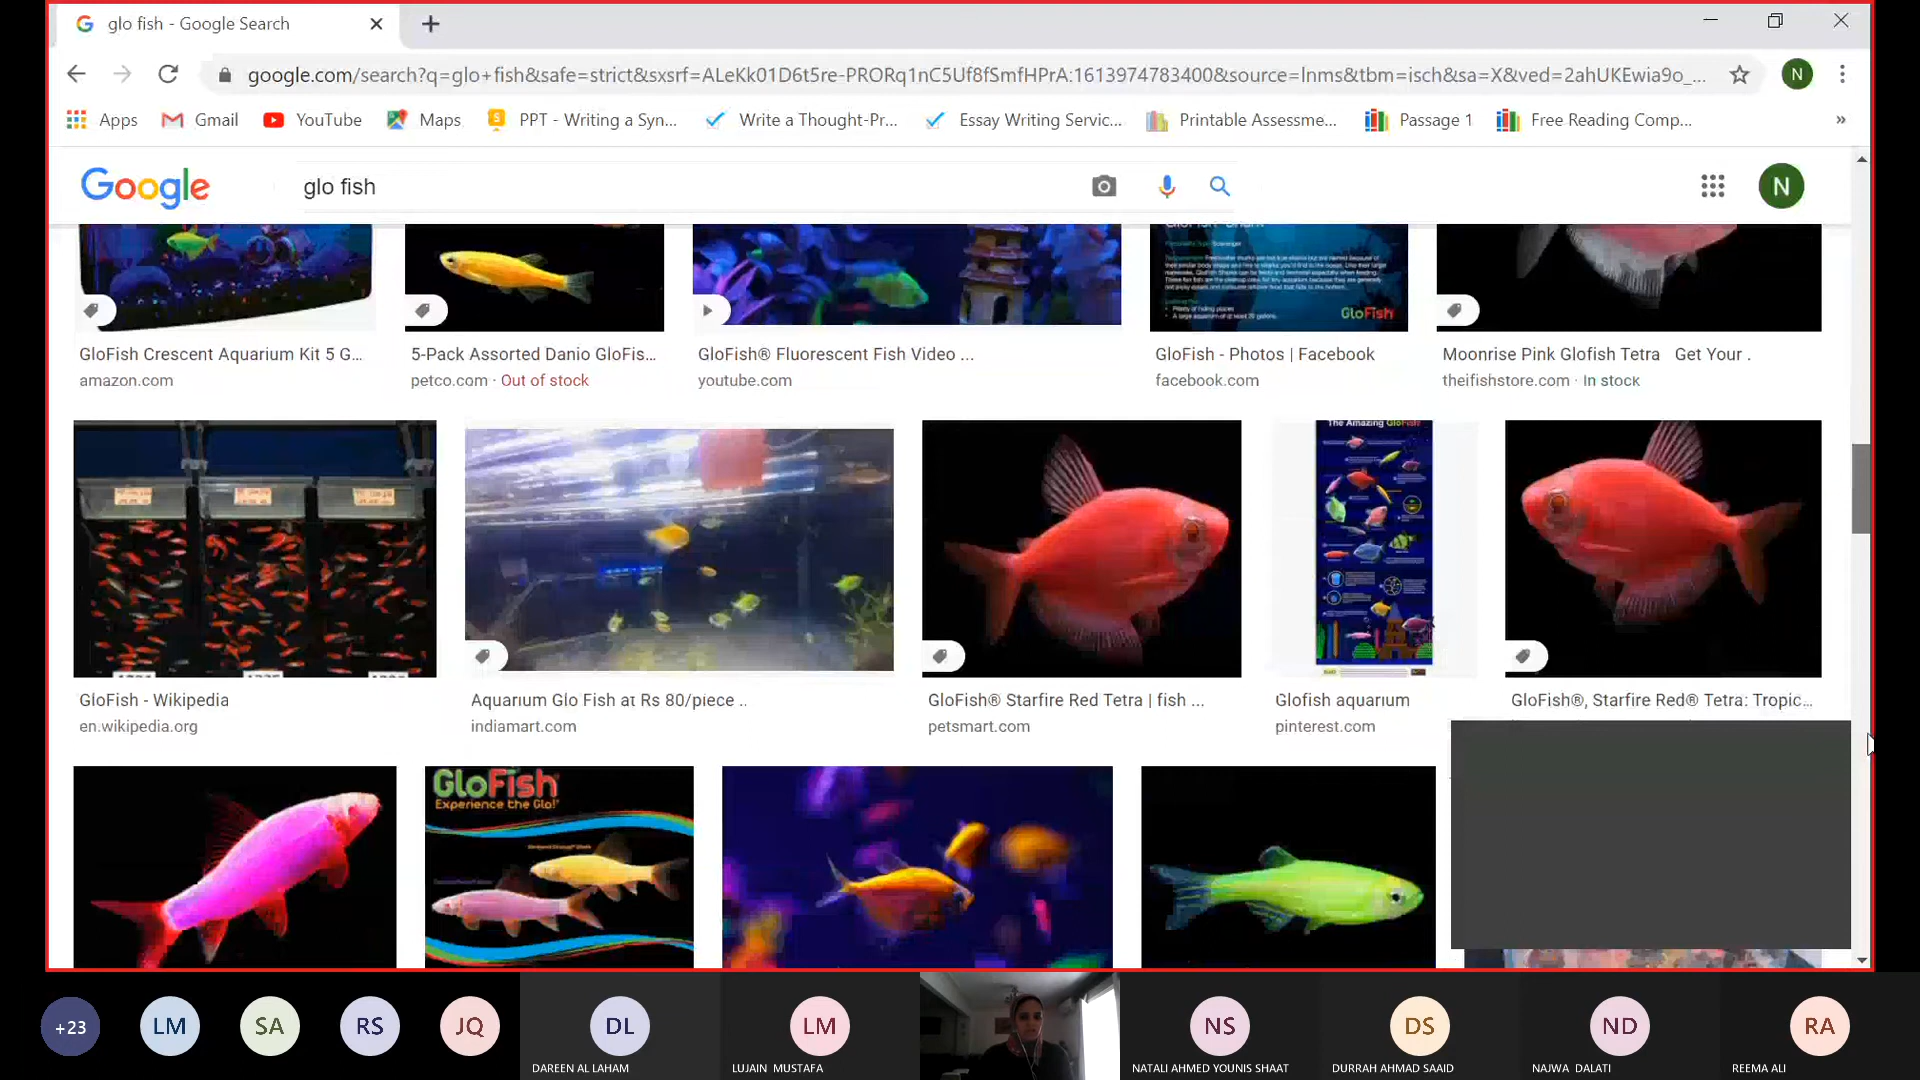 glo fish - Google Search
google.com/search?q=glo+fish&safe=strict&sxsrf=ALeKk01D6t5re-PRORq1nC5Uf8fSmfHPrA:1613974783400&source=lnms&tbm=isch&sa=X&ved=2ahUKEwia9o_...
N
Apps Gmail YouTube Maps PPT - Writing a Syn... Write a Thought-Pr... Essay Writing Servic... Printable Assessme... Passage 1 Free Reading Comp... »
Google glo fish N
GloFish
GloFish Crescent Aquarium Kit 5 G...
amazon.com
5-Pack Assorted Danio GloFis...
petco.com · Out of stock
GloFish® Fluorescent Fish Video ...
youtube.com
GloFish - Photos | Facebook
facebook.com
Moonrise Pink Glofish Tetra Get Your .
theifishstore.com · In stock
The Amazing GloFish
GloFish - Wikipedia
en.wikipedia.org
Aquarium Glo Fish at Rs 80/piece ..
indiamart.com
GloFish® Starfire Red Tetra | fish ...
petsmart.com
Glofish aquarium
pinterest.com
GloFish®, Starfire Red® Tetra: Tropic...
GloFish
Experience the Glo!
+23 LM SA RS JQ DL LM NS DS ND RA
DAREEN AL LAHAM LUJAIN MUSTAFA NATALI AHMED YOUNIS SHAAT DURRAH AHMAD SAAID NAJWA DALATI REEMA ALI